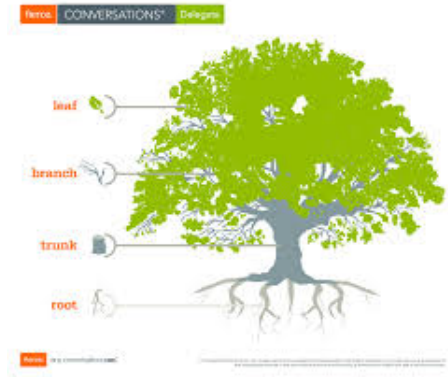 fierce CONVERSATIONS® Delegate
leaf
branch
trunk
root
fierce